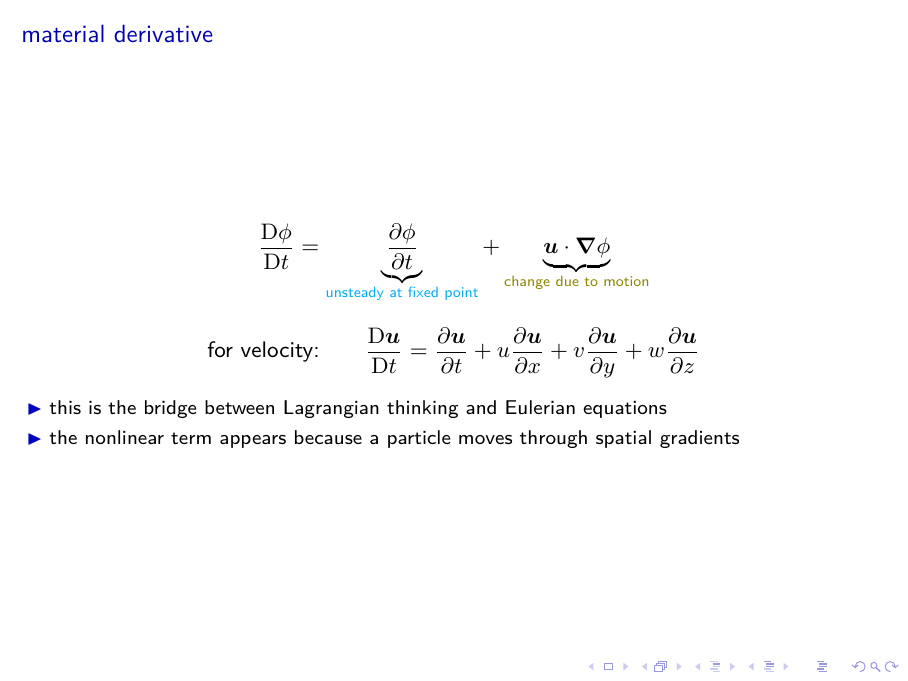 material derivative
Dφ/Dt = ∂φ/∂t + u · ∇φ
unsteady at fixed point
change due to motion
for velocity: Du/Dt = ∂u/∂t + u ∂u/∂x + v ∂u/∂y + w ∂u/∂z
▶ this is the bridge between Lagrangian thinking and Eulerian equations
▶ the nonlinear term appears because a particle moves through spatial gradients